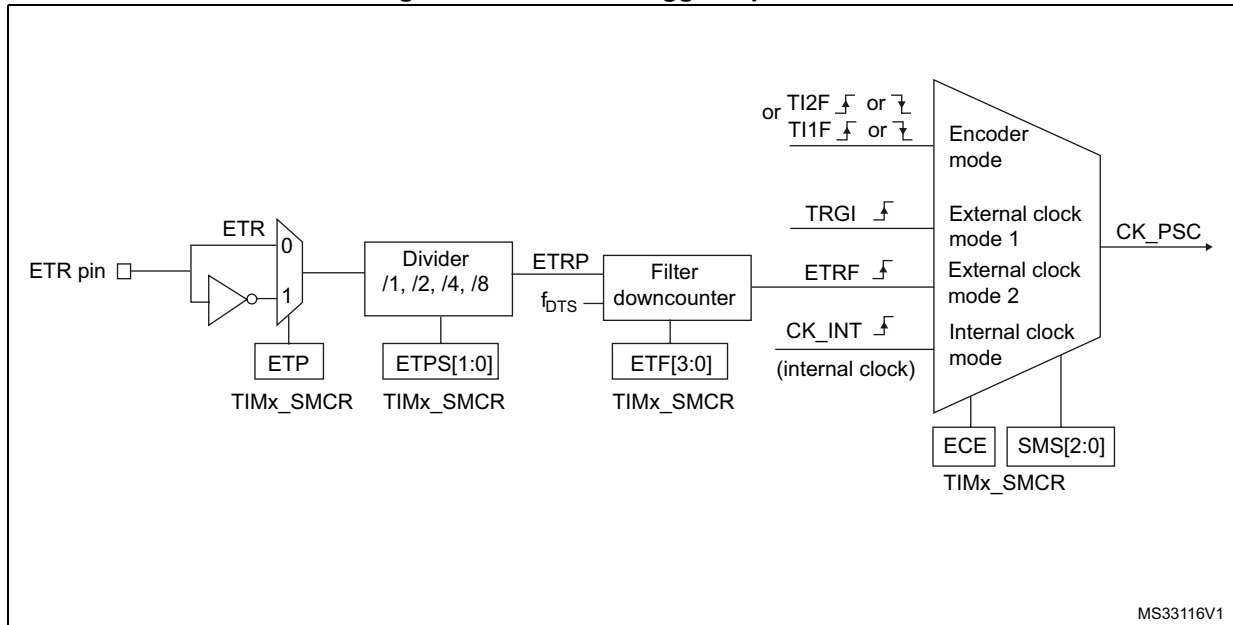 or TI2F or
TI1F or
Encoder
mode
TRGI
External clock
mode 1
CK_PSC
ETR
0
ETR pin
1
Divider
/1, /2, /4, /8
ETRP
fDTS
Filter
downcounter
ETRF
External clock
mode 2
CK_INT
Internal clock
mode
(internal clock)
ETP
TIMx_SMCR
ETPS[1:0]
TIMx_SMCR
ETF[3:0]
TIMx_SMCR
ECE
SMS[2:0]
TIMx_SMCR
MS33116V1